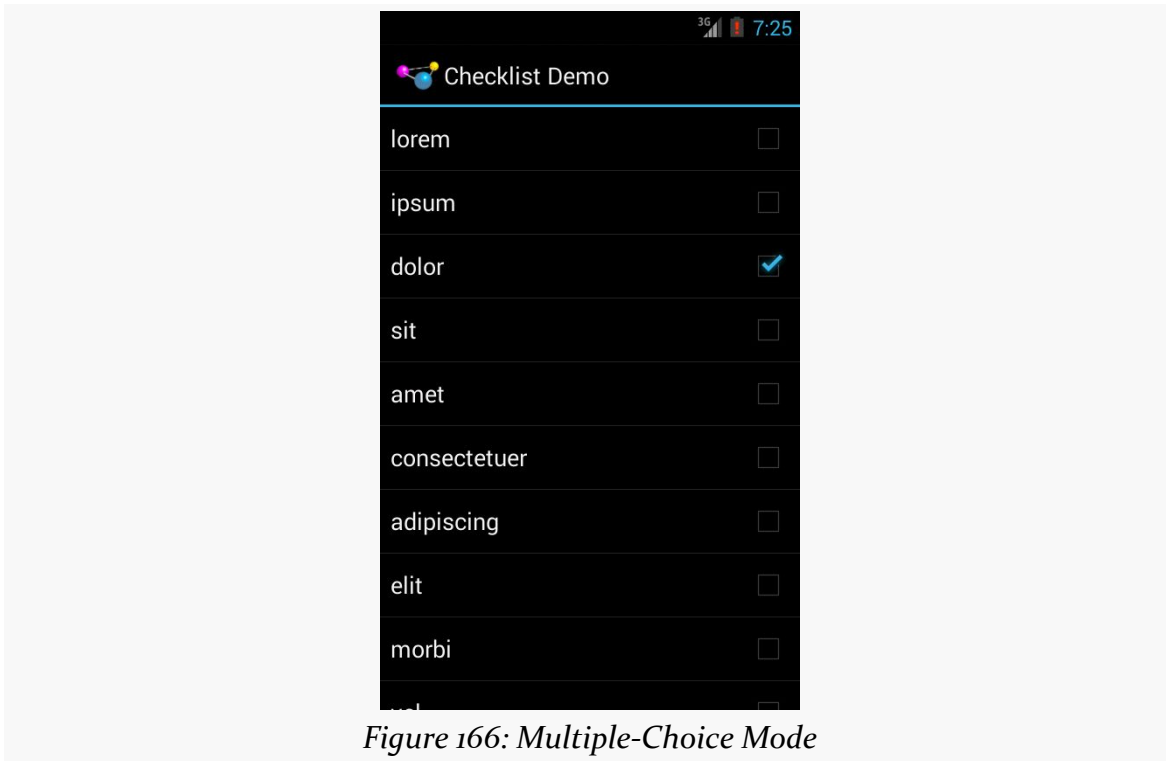 3G 7:25
Checklist Demo
lorem
ipsum
dolor
sit
amet
consectetuer
adipiscing
elit
morbi
Figure 166: Multiple-Choice Mode